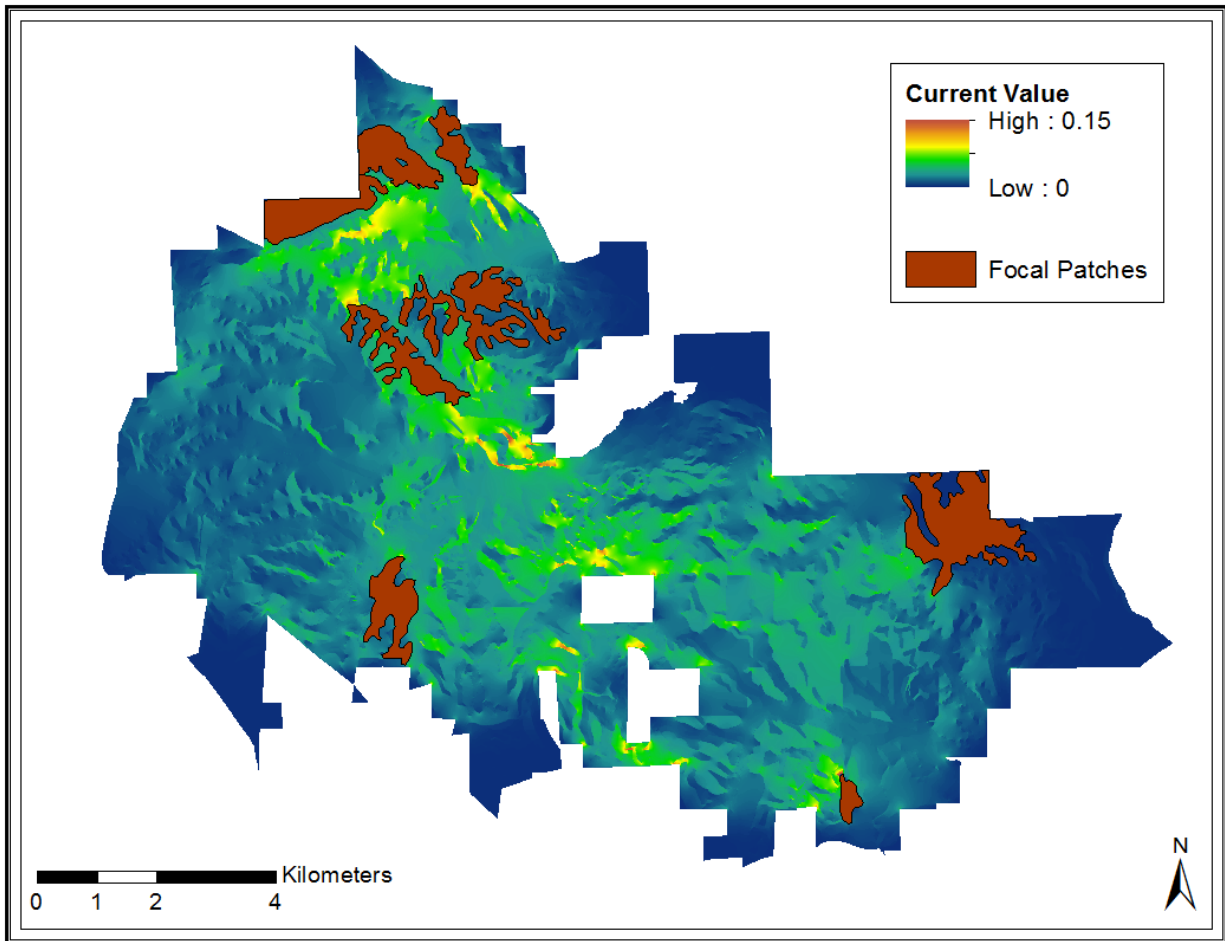 Current Value
High : 0.15
Low : 0
Focal Patches
N
Kilometers
0 1 2 4